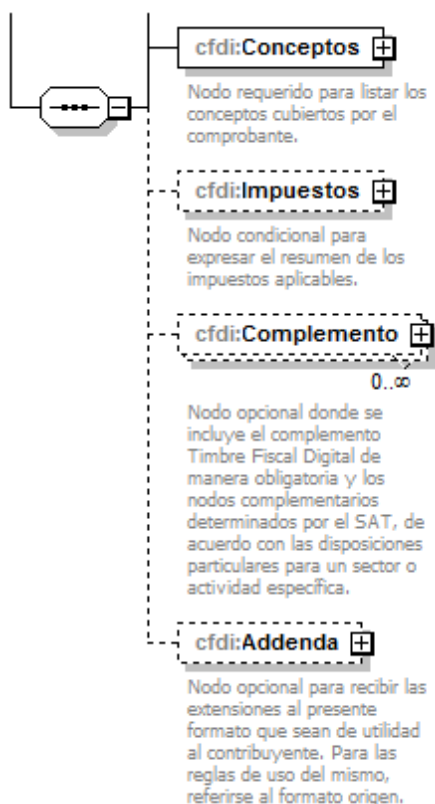 cfdi:Conceptos
Nodo requerido para listar los
conceptos cubiertos por el
comprobante.
cfdi:Impuestos
Nodo condicional para
expresar el resumen de los
impuestos aplicables.
cfdi:Complemento
0..∞
Nodo opcional donde se
incluye el complemento
Timbre Fiscal Digital de
manera obligatoria y los
nodos complementarios
determinados por el SAT, de
acuerdo con las disposiciones
particulares para un sector o
actividad específica.
cfdi:Addenda
Nodo opcional para recibir las
extensiones al presente
formato que sean de utilidad
al contribuyente. Para las
reglas de uso del mismo,
referirse al formato origen.